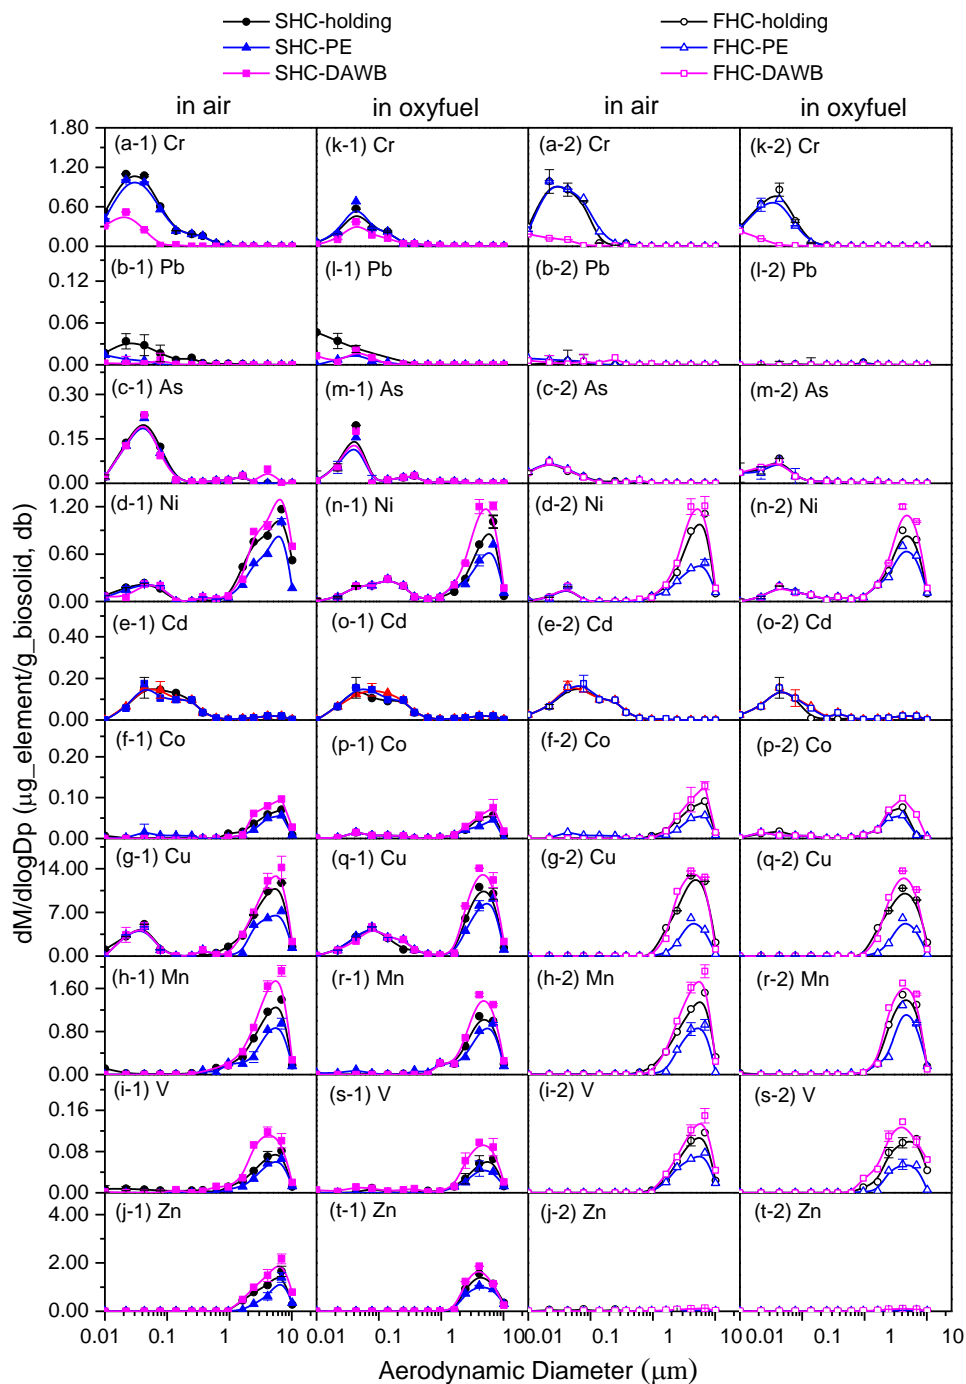 SHC-holding FHC-holding
SHC-PE FHC-PE
SHC-DAWB FHC-DAWB
in air in oxyfuel in air in oxyfuel
1.80 (a-1) Cr (k-1) Cr (a-2) Cr (k-2) Cr
1.20
0.60
0.00
(b-1) Pb (l-1) Pb (b-2) Pb (l-2) Pb
0.12
0.06
0.00
(c-1) As (m-1) As (c-2) As (m-2) As
0.30
0.15
0.00
(d-1) Ni (n-1) Ni (d-2) Ni (n-2) Ni
1.20
0.60
0.00
(e-1) Cd (o-1) Cd (e-2) Cd (o-2) Cd
0.40
0.20
0.00
(f-1) Co (p-1) Co (f-2) Co (p-2) Co
0.20
0.10
0.00
(g-1) Cu (q-1) Cu (g-2) Cu (q-2) Cu
14.00
7.00
0.00
(h-1) Mn (r-1) Mn (h-2) Mn (r-2) Mn
1.60
0.80
0.00
(i-1) V (s-1) V (i-2) V (s-2) V
0.16
0.08
0.00
(j-1) Zn (t-1) Zn (j-2) Zn (t-2) Zn
4.00
2.00
0.00
0.01 0.1 1 10 0.1 1 100.01 0.1 1 0.01 0.1 1 10
dM/dlogDp (µg_element/g_biosolid, db)
Aerodynamic Diameter (µm)